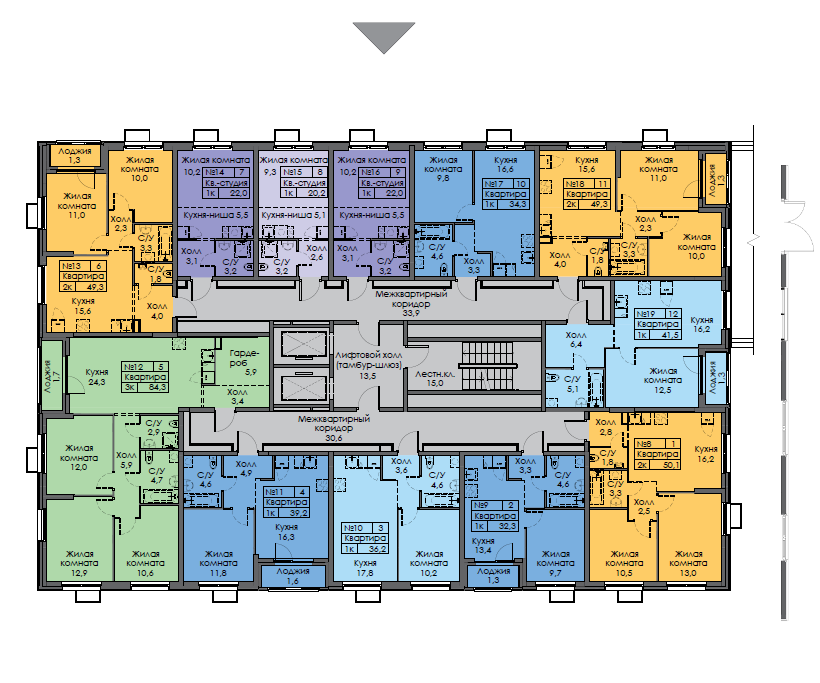 Лоджия
1,3
Жилая
комната
10,0
Жилая
комната
11,0
Холл
2,3
С/У
3,3
С/У
1,8
№13 6
Квартира
2К 49,3
Кухня
15,6
Холл
4,0
Жилая комната
10,2 №14 7
Кв.-студия
1К 22,0
Кухня-ниша 5,5
Холл
3,1
С/У
3,2
Жилая комната
9,3 №15 8
Кв.-студия
1К 20,2
Кухня-ниша 5,1
Холл
2,6
С/У
3,2
Жилая комната
10,2 №16 9
Кв.-студия
1К 22,0
Кухня-ниша 5,5
Холл
3,1
С/У
3,2
Жилая
комната
9,8
Кухня
16,6
№17 10
Квартира
1К 34,3
С/У
4,6
Холл
3,3
Кухня
15,6
№18 11
Квартира
2К 49,3
Жилая
комната
11,0
Лоджия
1,3
Холл
2,3
Жилая
комната
10,0
С/У
3,3
С/У
1,8
Холл
4,0
Межквартирный
коридор
33,9
№19 12
Квартира
1К 41,5
Кухня
16,2
Холл
6,4
С/У
5,1
Жилая
комната
12,5
Лоджия
1,3
Лифтовой холл
(тамбур-шлюз)
13,5
Лестн.кл.
15,0
Лоджия
1,7
Кухня
24,3
№12 5
Квартира
3К 84,3
Гарде-
роб
5,9
Холл
3,4
С/У
2,9
Жилая
комната
12,0
Холл
5,9
С/У
4,7
Жилая
комната
12,9
Жилая
комната
10,6
Межквартирный
коридор
30,6
С/У
4,6
Холл
4,9
№11 4
Квартира
1К 39,2
Кухня
16,3
Жилая
комната
11,8
Лоджия
1,6
Холл
3,6
С/У
4,6
№10 3
Квартира
1К 36,2
Кухня
17,8
Жилая
комната
10,2
Холл
3,3
С/У
4,6
№9 2
Квартира
1К 32,3
Кухня
13,4
Лоджия
1,3
Жилая
комната
9,7
Холл
2,8
№8 1
Квартира
2К 50,1
Кухня
16,2
С/У
1,8
С/У
3,3
Холл
2,5
Жилая
комната
10,5
Жилая
комната
13,0